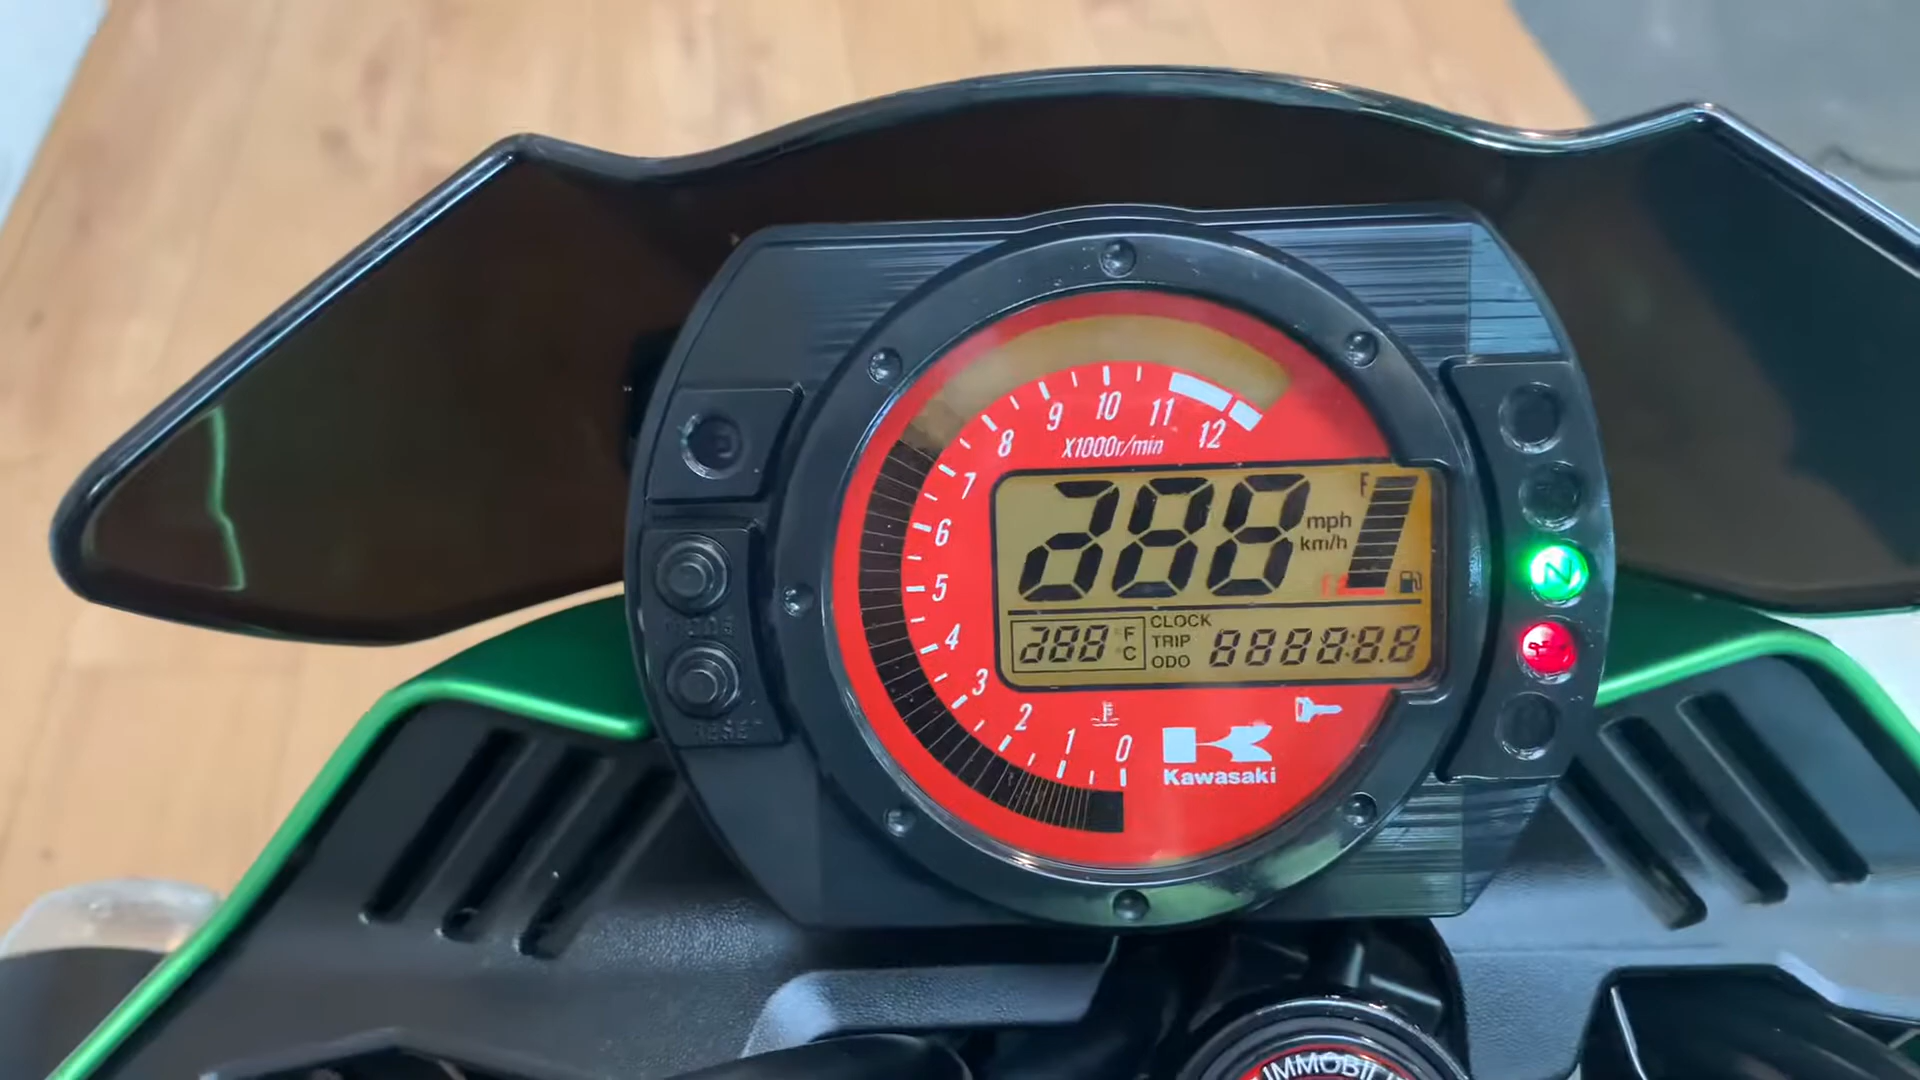 9 10 11
8 12
X1000r/min
7
F
288 mph
km/h
6
5
E
4
CLOCK
288 °F TRIP 888888.8
°C ODO
3
2
1
0
Kawasaki
N
MODE
RESET
IMMOBILI